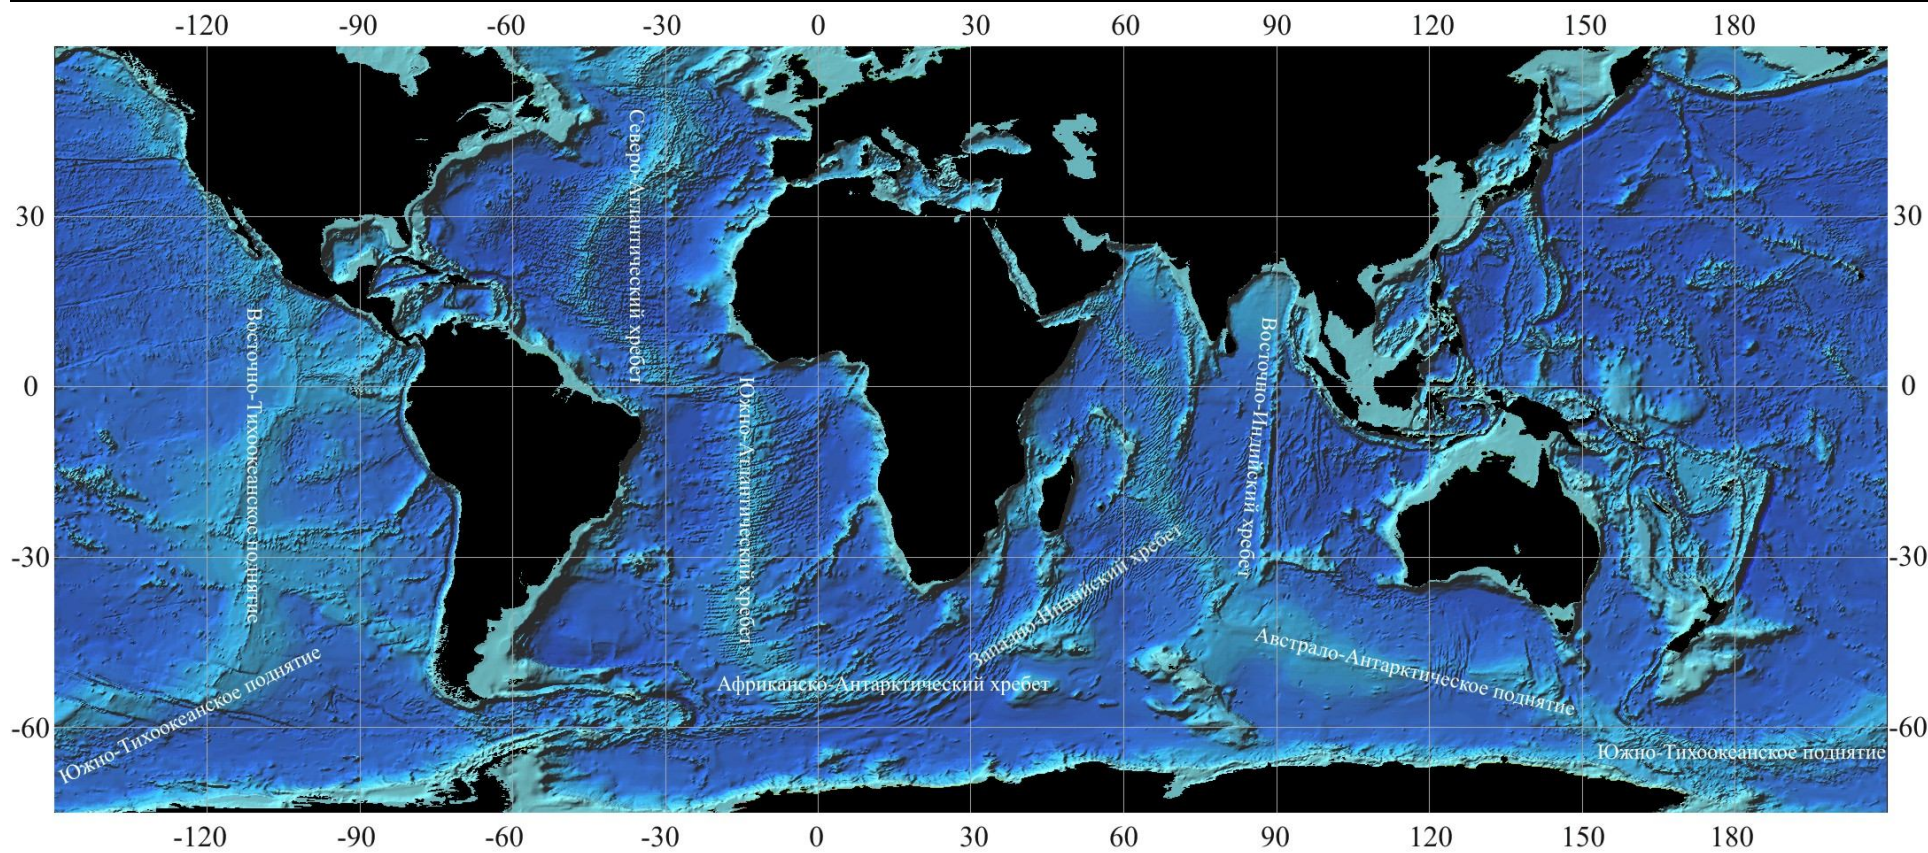 -120 -90 -60 -30 0 30 60 90 120 150 180
Северо-Атлантический хребет
30 30
Восточно-Тихоокеанское поднятие
Восточно-Индийский хребет
0 0
Южно-Атлантический хребет
Западно-Индийский хребет
-30 -30
Австрало-Антарктическое поднятие
Южно-Тихоокеанское поднятие
Африканско-Антарктический хребет
-60 -60
Южно-Тихоокеанское поднятие
-120 -90 -60 -30 0 30 60 90 120 150 180